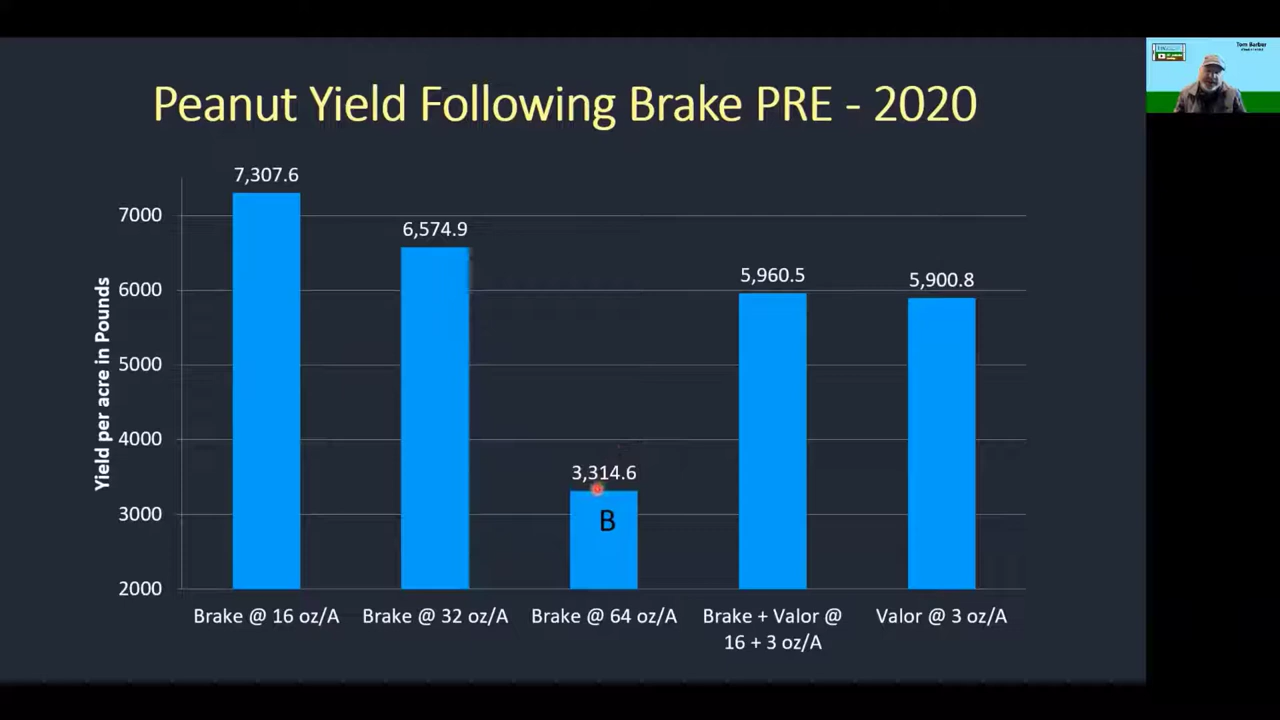 Peanut Yield Following Brake PRE - 2020
Tom Barber
7,307.6
6,574.9
3,314.6
5,960.5
5,900.8
B
Yield per acre in Pounds
7000
6000
5000
4000
3000
2000
Brake @ 16 oz/A
Brake @ 32 oz/A
Brake @ 64 oz/A
Brake + Valor @
16 + 3 oz/A
Valor @ 3 oz/A